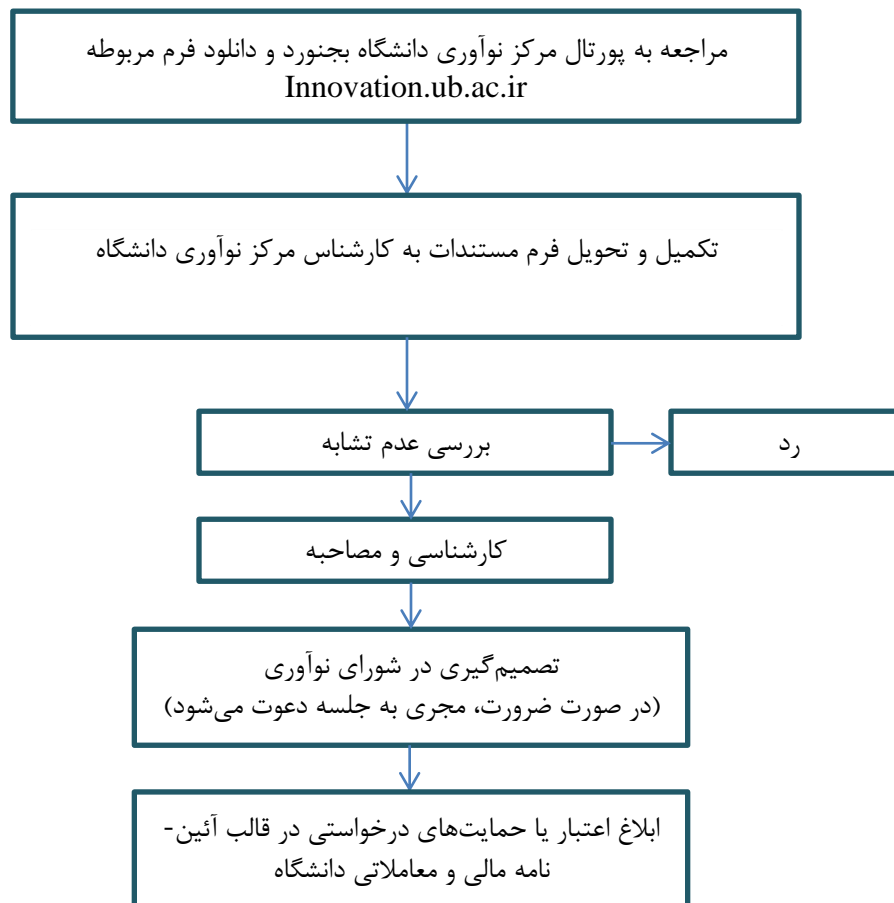 مراجعه به پورتال مرکز نوآوری دانشگاه بجنورد و دانلود فرم مربوطه
Innovation.ub.ac.ir
تکمیل و تحویل فرم مستندات به کارشناس مرکز نوآوری دانشگاه
بررسی عدم تشابه
رد
کارشناسی و مصاحبه
تصمیم‌گیری در شورای نوآوری
(در صورت ضرورت، مجری به جلسه دعوت می‌شود)
ابلاغ اعتبار یا حمایت‌های درخواستی در قالب آئین-
نامه مالی و معاملاتی دانشگاه